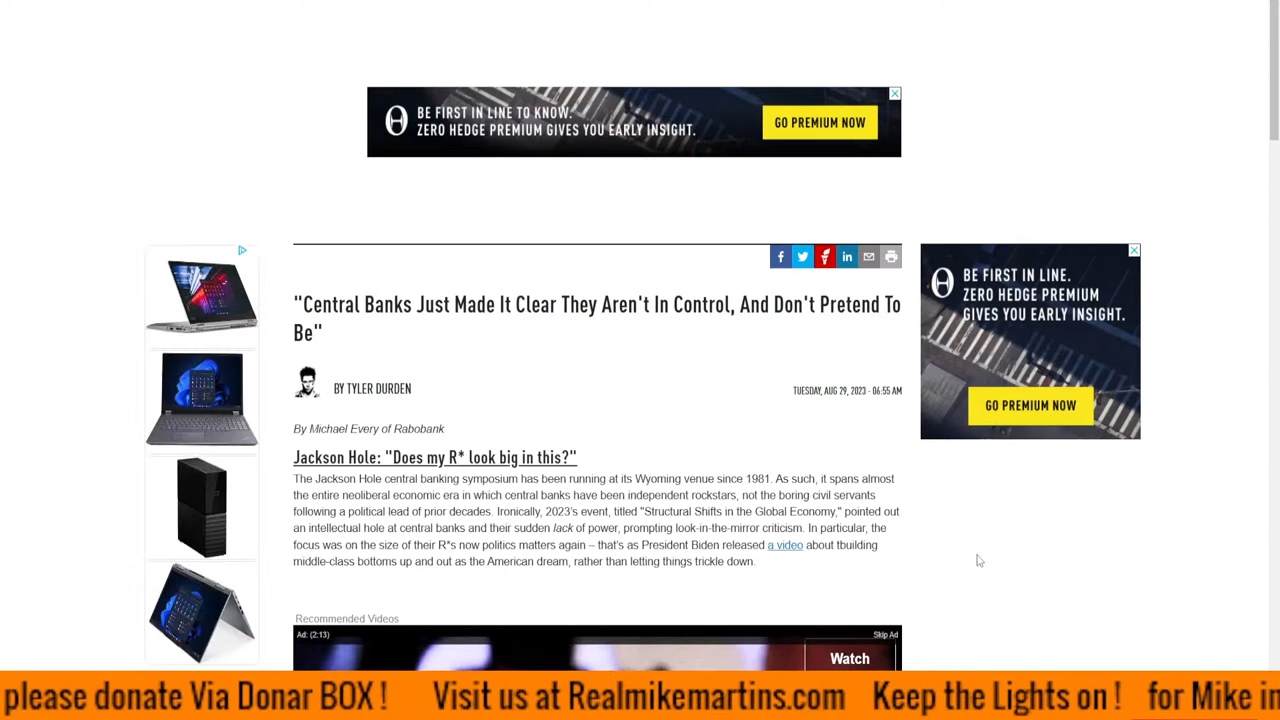 BE FIRST IN LINE TO KNOW.
ZERO HEDGE PREMIUM GIVES YOU EARLY INSIGHT.
GO PREMIUM NOW
"Central Banks Just Made It Clear They Aren't In Control, And Don't Pretend To
Be"
BY TYLER DURDEN
TUESDAY, AUG 29, 2023 - 06:55 AM
By Michael Every of Rabobank
Jackson Hole: "Does my R* look big in this?"
The Jackson Hole central banking symposium has been running at its Wyoming venue since 1981. As such, it spans almost
the entire neoliberal economic era in which central banks have been independent rockstars, not the boring civil servants
following a political lead of prior decades. Ironically, 2023's event, titled "Structural Shifts in the Global Economy," pointed out
an intellectual hole at central banks and their sudden lack of power, prompting look-in-the-mirror criticism. In particular, the
focus was on the size of their R*s now politics matters again – that's as President Biden released a video about tbuilding
middle-class bottoms up and out as the American dream, rather than letting things trickle down.
BE FIRST IN LINE.
ZERO HEDGE PREMIUM
GIVES YOU EARLY INSIGHT.
GO PREMIUM NOW
Recommended Videos
Ad: (2:13)
Skip Ad
Watch
please donate Via Donar BOX ! Visit us at Realmikemartins.com Keep the Lights on ! for Mike in